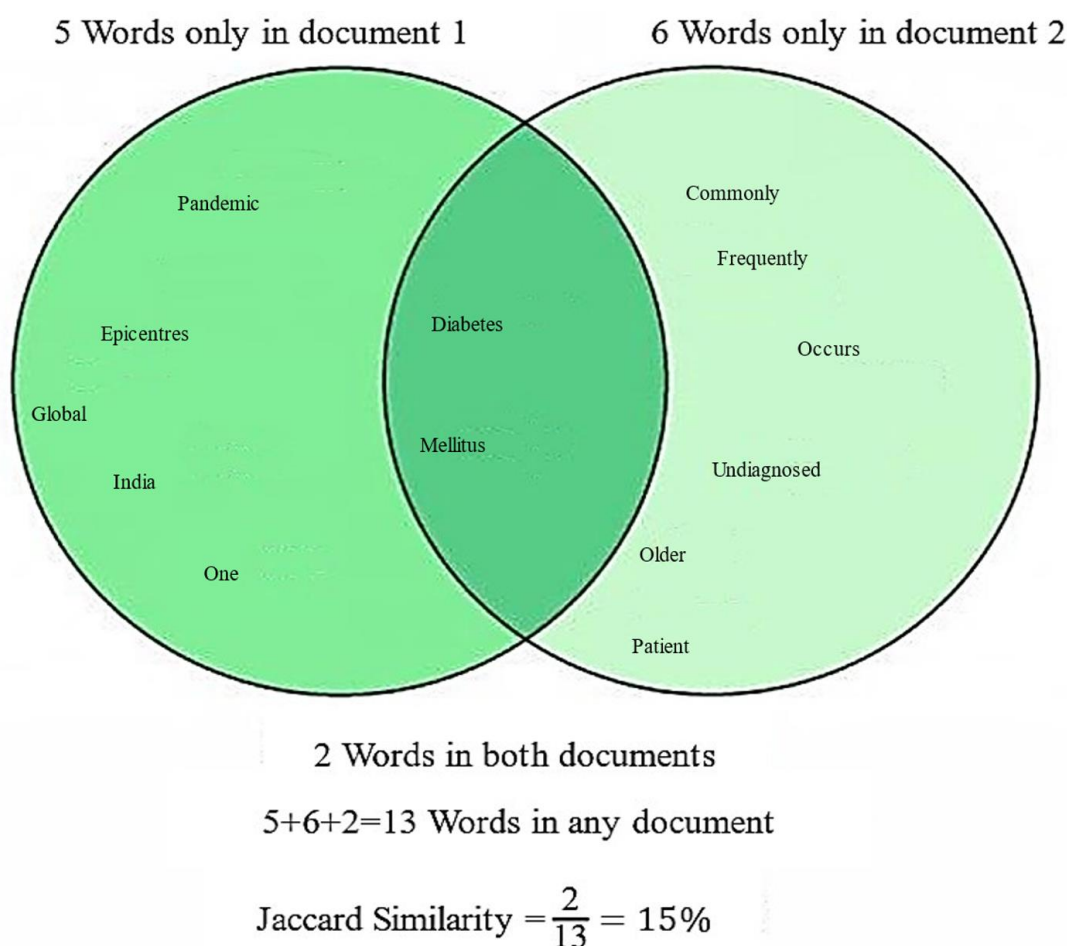 5 Words only in document 1
6 Words only in document 2
Pandemic
Epicentres
Global
India
One
Diabetes
Mellitus
Commonly
Frequently
Occurs
Undiagnosed
Older
Patient
2 Words in both documents
5+6+2=13 Words in any document
Jaccard Similarity = 2/13 = 15%